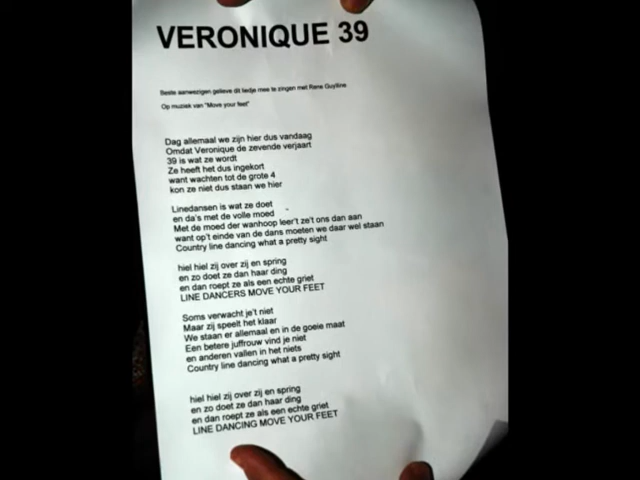 VERONIQUE 39
Beste aanwezigen gelieve dit liedje mee te zingen met Rene Guylline
Op muziek van "Move your feet"
Dag allemaal we zijn hier dus vandaag
Omdat Veronique de zevende verjaart
39 is wat ze wordt
Ze heeft het dus ingekort
want wachten tot de grote 4
kon ze niet dus staan we hier
Linedansen is wat ze doet
en da's met de volle moed
Met de moed der wanhoop leer't ze't ons dan aan
want op't einde van de dans moeten we daar wel staan
Country line dancing what a pretty sight
hiel hiel zij over zij en spring
en zo doet ze dan haar ding
en dan roept ze als een echte griet
LINE DANCERS MOVE YOUR FEET
Soms verwacht je't niet
Maar zij speelt het klaar
We staan er allemaal en in de goeie maat
Een betere juffrouw vind je niet
en anderen vallen in het niets
Country line dancing what a pretty sight
hiel hiel zij over zij en spring
en zo doet ze dan haar ding
en dan roept ze als een echte griet
LINE DANCING MOVE YOUR FEET